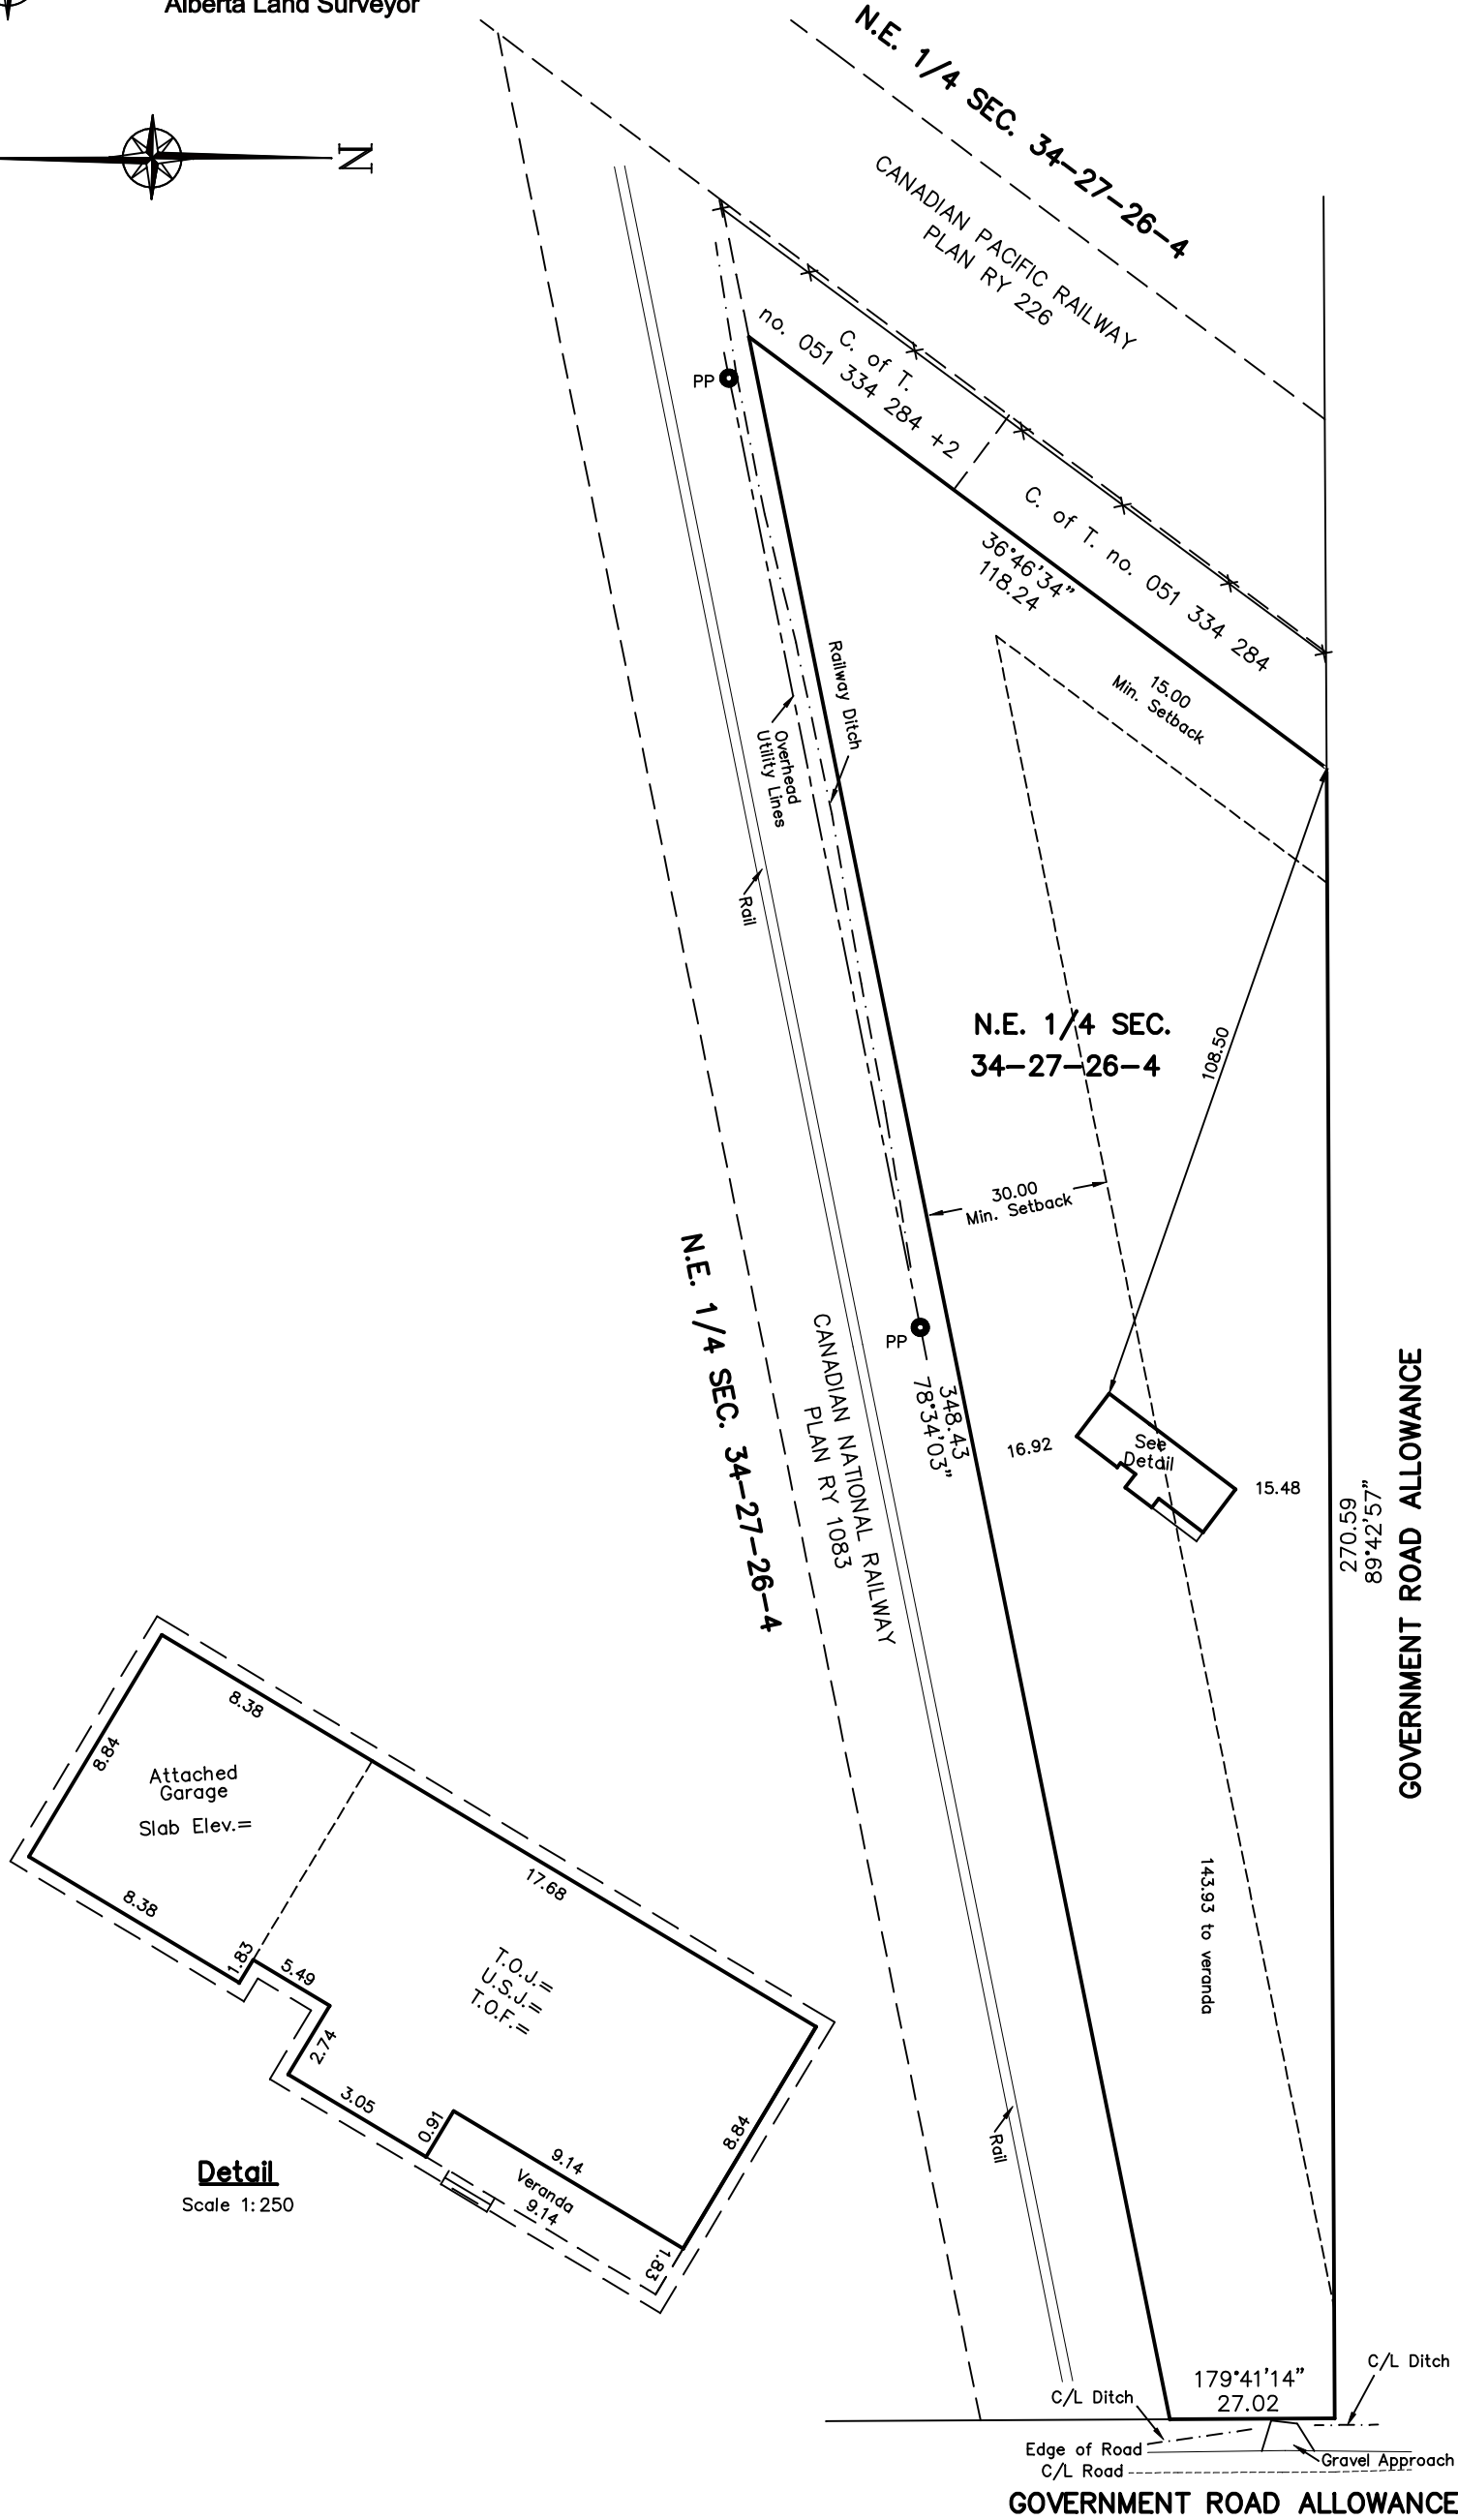 Alberta Land Surveyor
N
N.E. 1/4 SEC. 34-27-26-4
CANADIAN PACIFIC RAILWAY
PLAN RY 226
C. of T.
no. 051 334 284 +2
PP
C. of T. no. 051 334 284
36°46'34"
118.24
15.00
Min. Setback
Railway Ditch
Overhead
Utility Lines
Rail
N.E. 1/4 SEC.
34-27-26-4
108.50
30.00
Min. Setback
N.E. 1/4 SEC. 34-27-26-4
CANADIAN NATIONAL RAILWAY
PLAN RY 1083
PP
348.43
78°34'03"
16.92
See
Detail
15.48
270.59
89°42'57"
GOVERNMENT ROAD ALLOWANCE
143.93 to veranda
8.38
8.84
Attached
Garage
Slab Elev.=
8.38
1.83
5.49
17.68
T.O.J.=
U.S.J.=
T.O.F.=
2.74
3.05
0.91
9.14
8.84
Veranda
9.14
1.83
Detail
Scale 1:250
Rail
179°41'14"
27.02
C/L Ditch
C/L Ditch
Edge of Road
C/L Road
Gravel Approach
GOVERNMENT ROAD ALLOWANCE